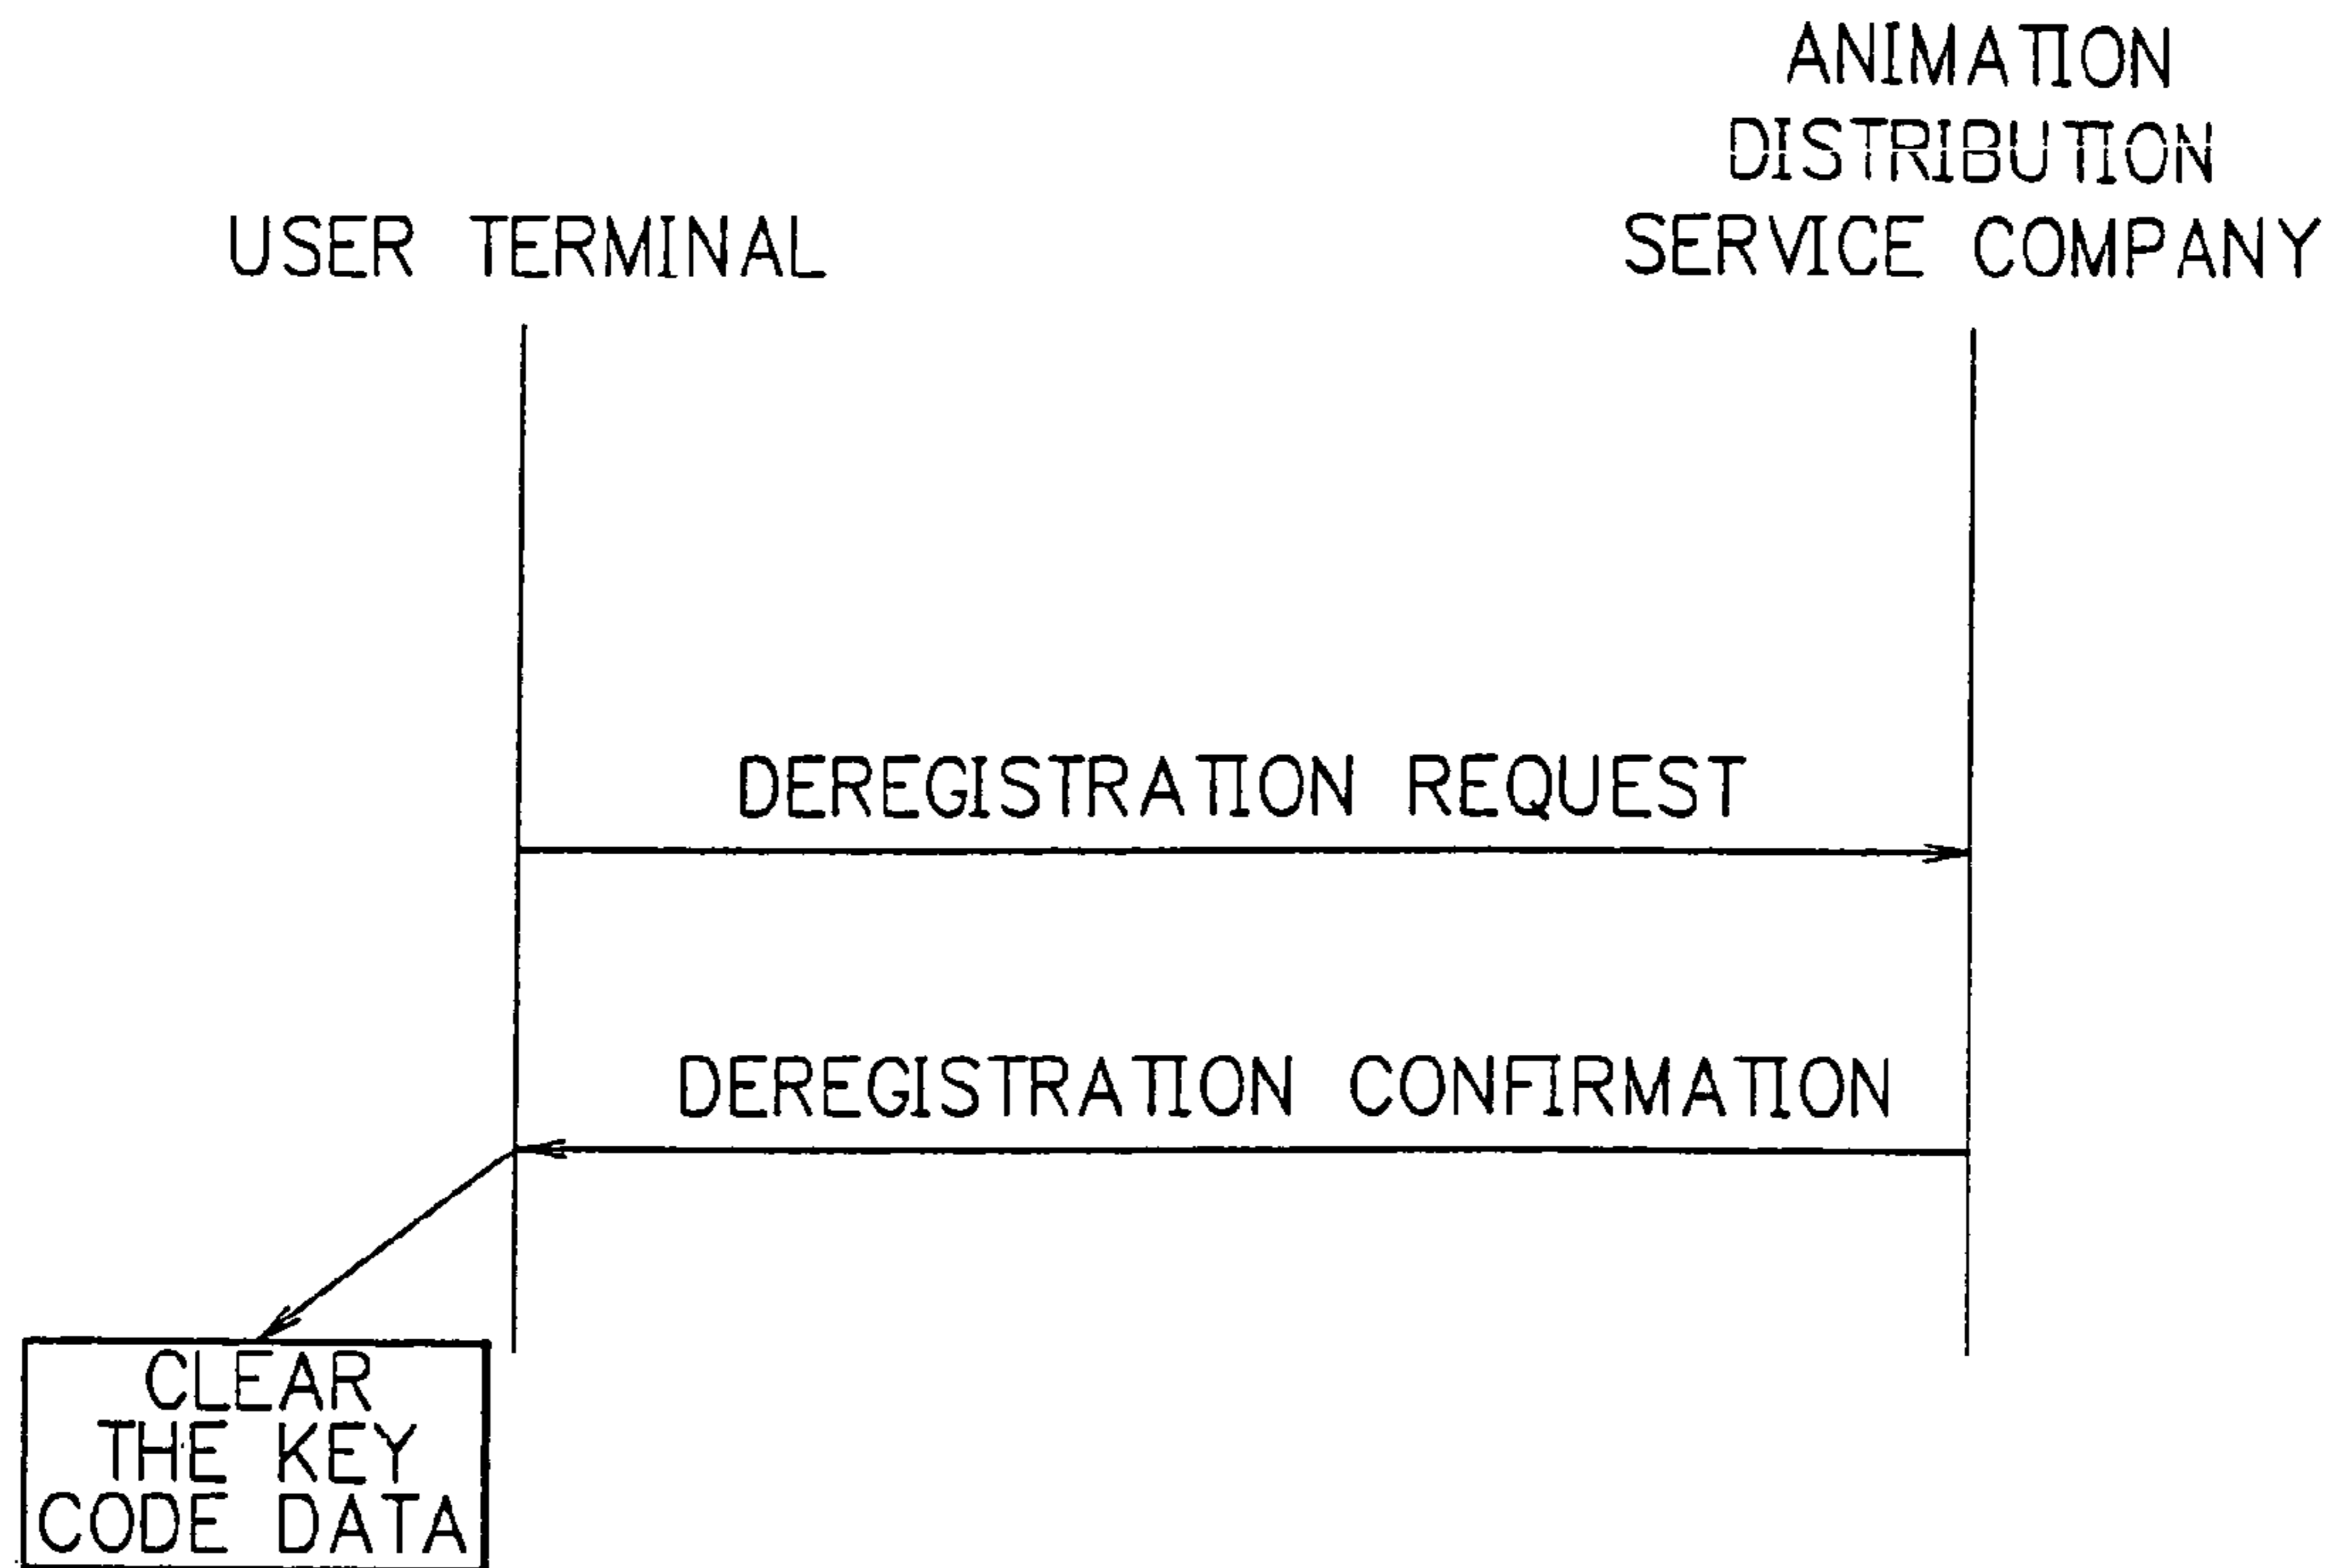 ANIMATION
DISTRIBUTION
SERVICE COMPANY
USER TERMINAL
DEREGISTRATION REQUEST
DEREGISTRATION CONFIRMATION
CLEAR
THE KEY
CODE DATA